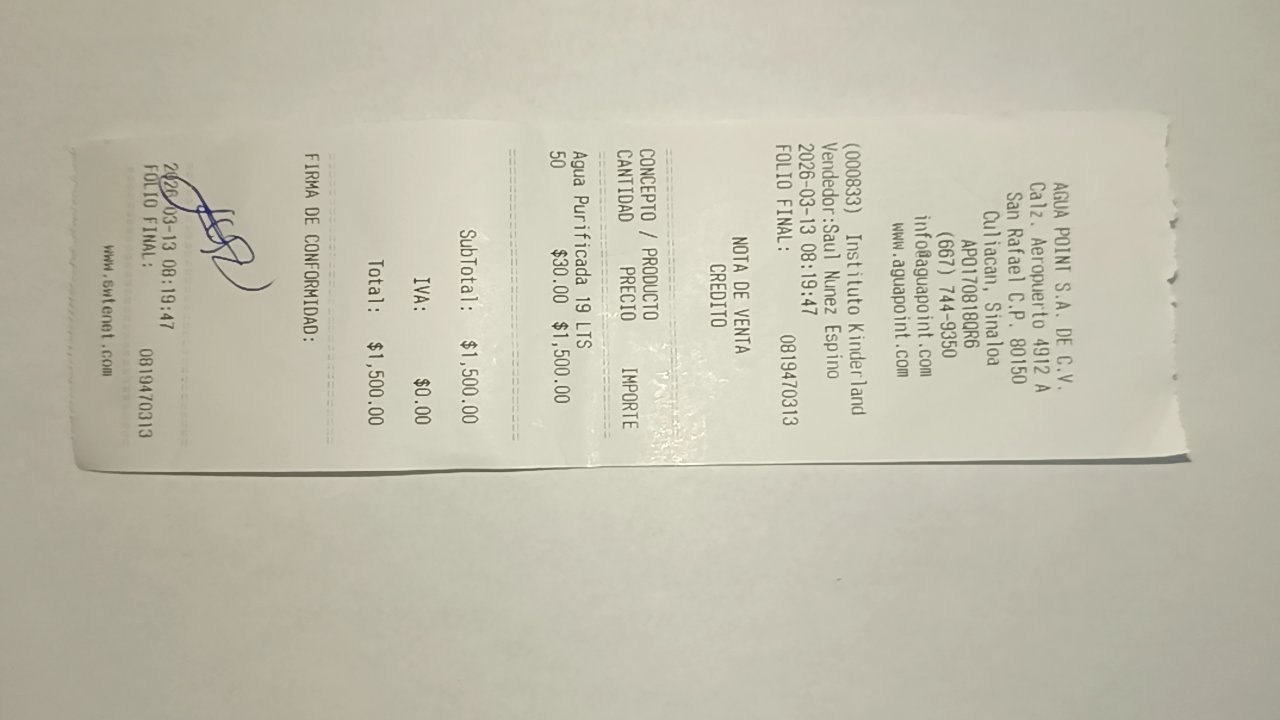 AGUA POINT S.A. DE C.V.
Calz. Aeropuerto 4912 A
San Rafael C.P. 80150
Culiacan, Sinaloa
APO170818QR6
(667) 744-9350
info@aguapoint.com
www.aguapoint.com
(000833) Instituto Kinderland
Vendedor:Saul Nunez Espino
2026-03-13 08:19:47
FOLIO FINAL: 0819470313
NOTA DE VENTA
CREDITO
CONCEPTO / PRODUCTO
CANTIDAD PRECIO IMPORTE
Agua Purificada 19 LTS
50 $30.00 $1,500.00
SubTotal: $1,500.00
IVA: $0.00
Total: $1,500.00
FIRMA DE CONFORMIDAD:
2026-03-13 08:19:47
FOLIO FINAL: 0819470313
www.swtenet.com